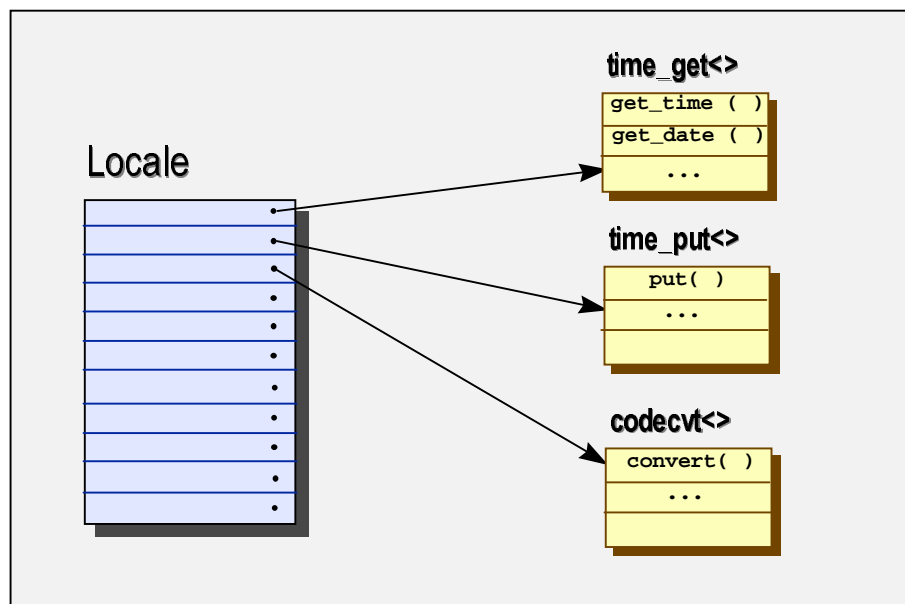 Locale
time_get<>
get_time ( )
get_date ( )
...
time_put<>
put( )
...
codecvt<>
convert( )
...